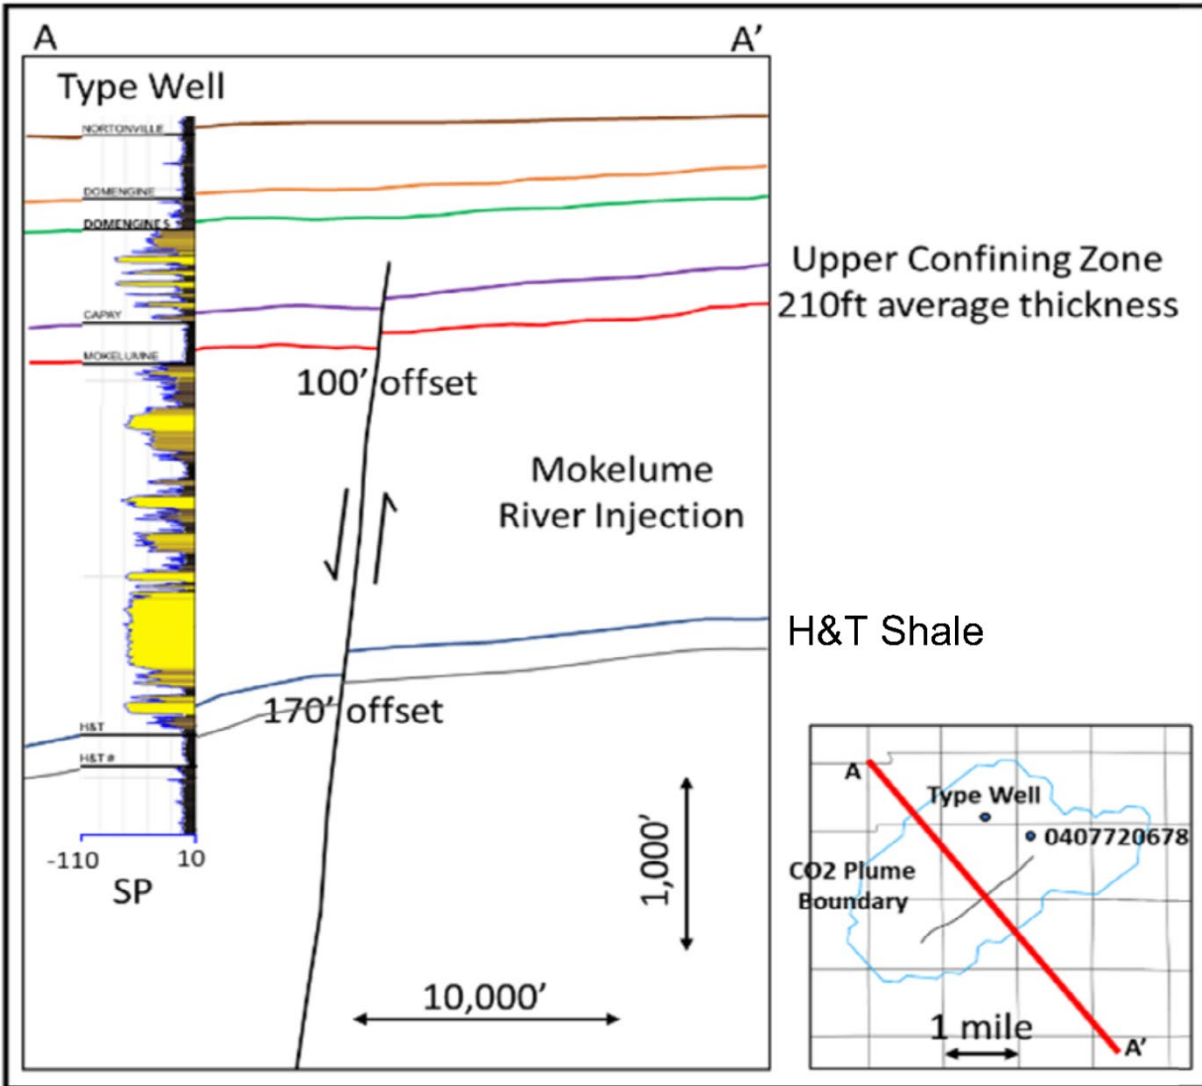 A
A’
Type Well
NORTONVILLE
DOMENGINE
DOMENGINE S
CAPAY
MOKELUMNE
Upper Confining Zone
210ft average thickness
100’ offset
Mokelume
River Injection
H&T Shale
170’ offset
H&T
H&T #
-110
10
SP
1,000’
10,000’
A
Type Well
0407720678
CO2 Plume
Boundary
1 mile
A’